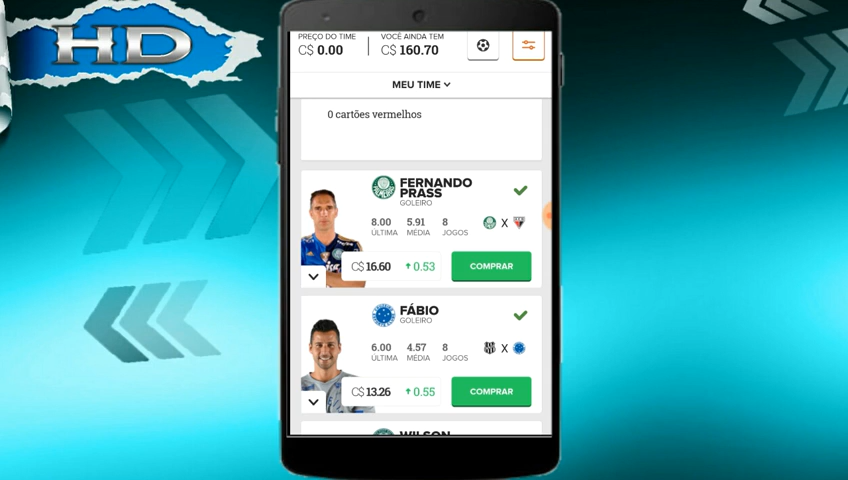 HD
PREÇO DO TIME
VOCÊ AINDA TEM
C$ 0.00
C$ 160.70
MEU TIME
0 cartões vermelhos
FERNANDO
PRASS
GOLEIRO
8.00 5.91 8
ÚLTIMA MÉDIA JOGOS
X
C$ 16.60 0.53 COMPRAR
FÁBIO
GOLEIRO
6.00 4.57 8
ÚLTIMA MÉDIA JOGOS
X
C$ 13.26 0.55 COMPRAR
WILSON